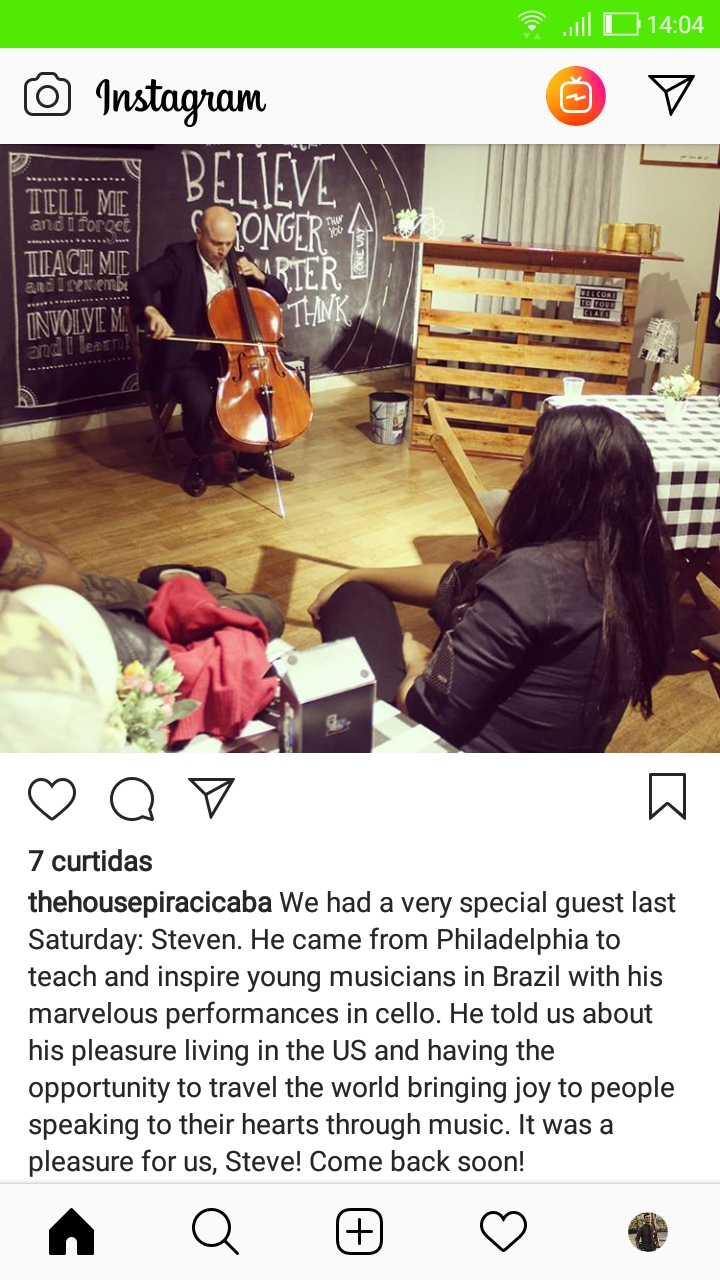 14:04
Instagram
TELL ME
and I forget
TEACH ME
and I remember
INVOLVE M
and I learn
BELIEVE
RONGER
THANK YOU
ONE WAY
ARTER
THINK
WELCOME
TO YOUR
CLASS
7 curtidas
thehousepiracicaba We had a very special guest last
Saturday: Steven. He came from Philadelphia to
teach and inspire young musicians in Brazil with his
marvelous performances in cello. He told us about
his pleasure living in the US and having the
opportunity to travel the world bringing joy to people
speaking to their hearts through music. It was a
pleasure for us, Steve! Come back soon!